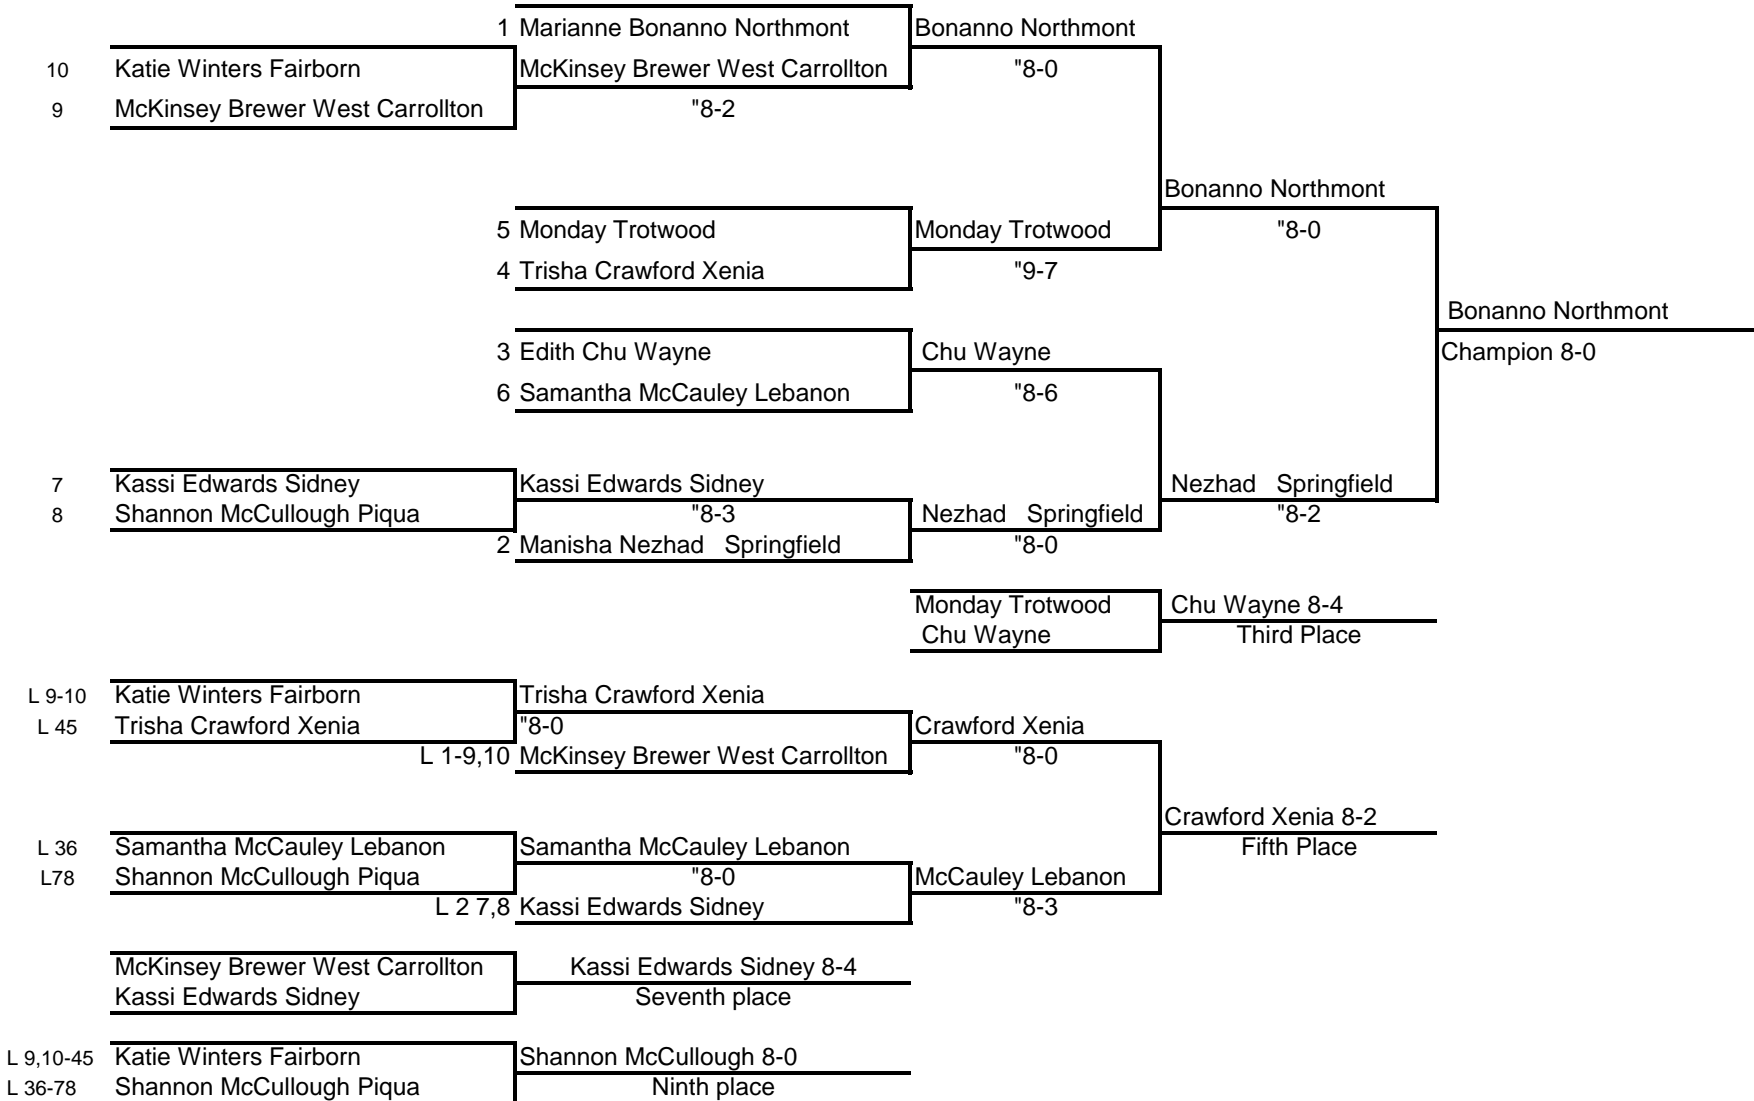 1 Marianne Bonanno Northmont Bonanno Northmont
10 Katie Winters Fairborn McKinsey Brewer West Carrollton "8-0
9 McKinsey Brewer West Carrollton "8-2
Bonanno Northmont
5 Monday Trotwood Monday Trotwood "8-0
4 Trisha Crawford Xenia "9-7
Bonanno Northmont
3 Edith Chu Wayne Chu Wayne Champion 8-0
6 Samantha McCauley Lebanon "8-6
7 Kassi Edwards Sidney Kassi Edwards Sidney Nezhad Springfield
8 Shannon McCullough Piqua "8-3 Nezhad Springfield "8-2
2 Manisha Nezhad Springfield "8-0
Monday Trotwood Chu Wayne 8-4
Chu Wayne Third Place
L 9-10 Katie Winters Fairborn Trisha Crawford Xenia
L 45 Trisha Crawford Xenia "8-0 Crawford Xenia
L 1-9,10 McKinsey Brewer West Carrollton "8-0
Crawford Xenia 8-2
L 36 Samantha McCauley Lebanon Samantha McCauley Lebanon Fifth Place
L78 Shannon McCullough Piqua "8-0 McCauley Lebanon
L 2 7,8 Kassi Edwards Sidney "8-3
McKinsey Brewer West Carrollton Kassi Edwards Sidney 8-4
Kassi Edwards Sidney Seventh place
L 9,10-45 Katie Winters Fairborn Shannon McCullough 8-0
L 36-78 Shannon McCullough Piqua Ninth place